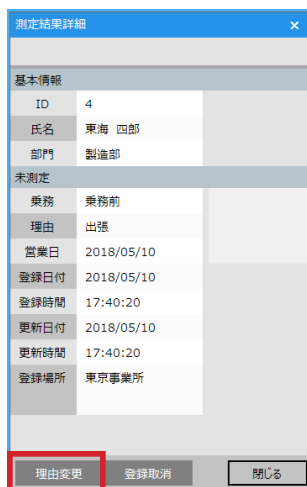 測定結果詳細 ×
基本情報
ID 4
氏名 東海 四郎
部門 製造部
未測定
乗務 乗務前
理由 出張
営業日 2018/05/10
登録日付 2018/05/10
登録時間 17:40:20
更新日付 2018/05/10
更新時間 17:40:20
登録場所 東京事業所
理由変更 登録取消 閉じる